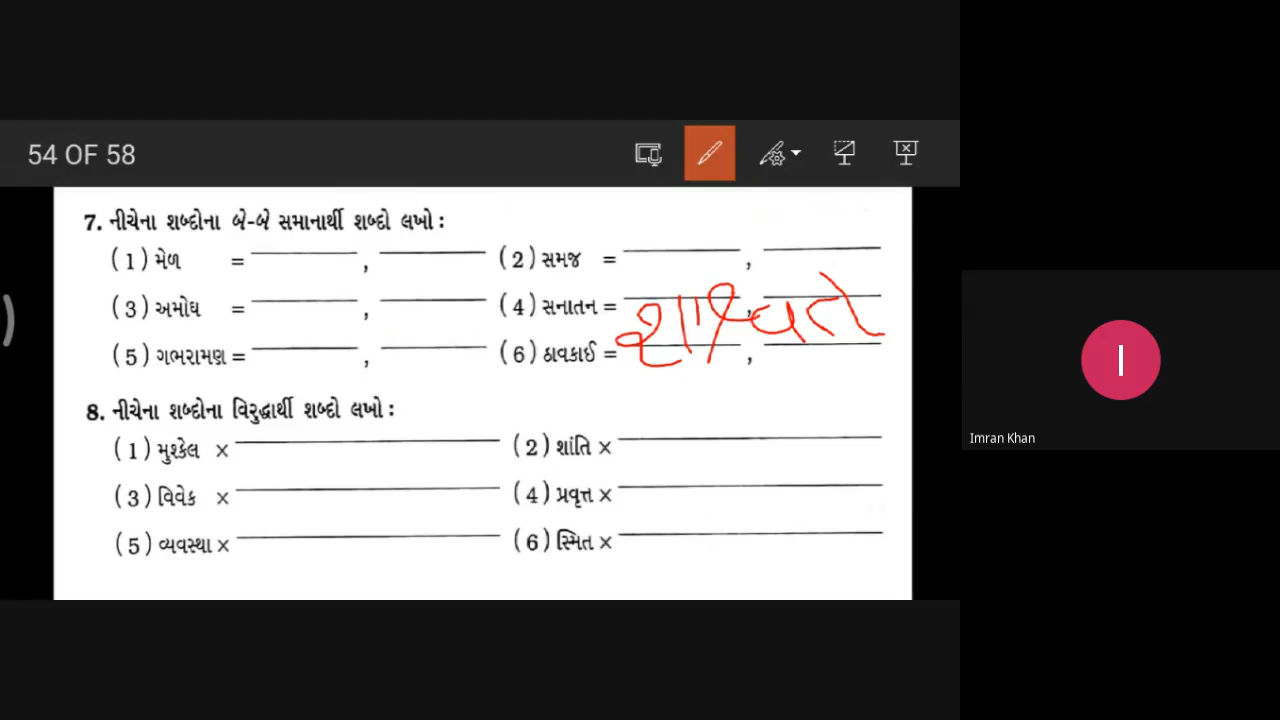 54 OF 58
7. નીચેના શબ્દોના બે-બે સમાનાર્થી શબ્દો લખો :
(1) મેળ = , (2) સમજ = ,
(3) અમોઘ = , (4) સનાતન = , શાશ્વત
(5) ગભરામણ = , (6) ઠાવકાઈ = ,
8. નીચેના શબ્દોના વિરુદ્ધાર્થી શબ્દો લખો :
(1) મુશ્કેલ × (2) શાંતિ ×
(3) વિવેક × (4) પ્રવૃત્ત ×
(5) વ્યવસ્થા × (6) સ્મિત ×
I
Imran Khan